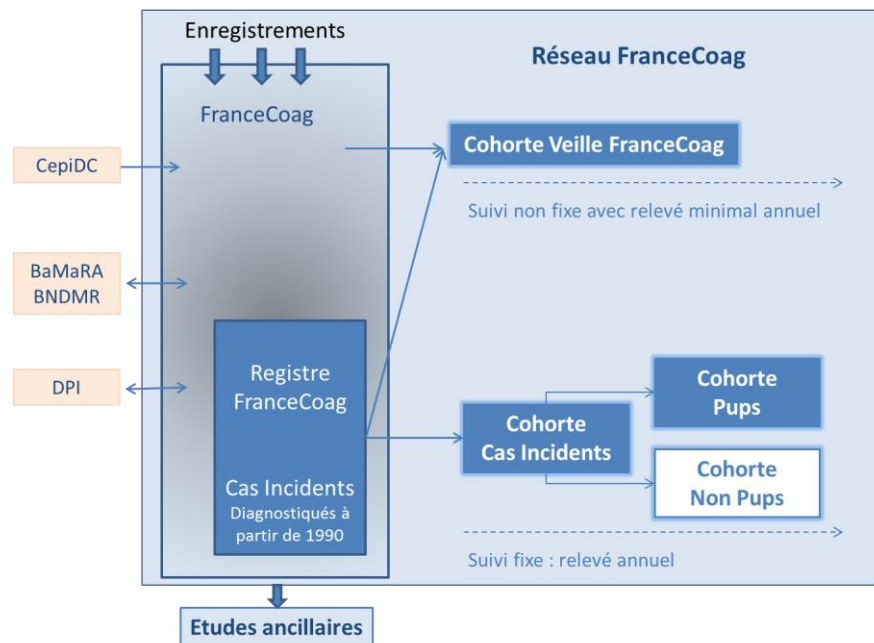 Enregistrements
Réseau FranceCoag
FranceCoag
Cohorte Veille FranceCoag
CepiDC
Suivi non fixe avec relevé minimal annuel
BaMaRA
BNDMR
Registre
FranceCoag
DPI
Cohorte
Pups
Cohorte
Cas Incidents
Cohorte
Non Pups
Cas Incidents
Diagnostiqués à
partir de 1990
Suivi fixe : relevé annuel
Etudes ancillaires